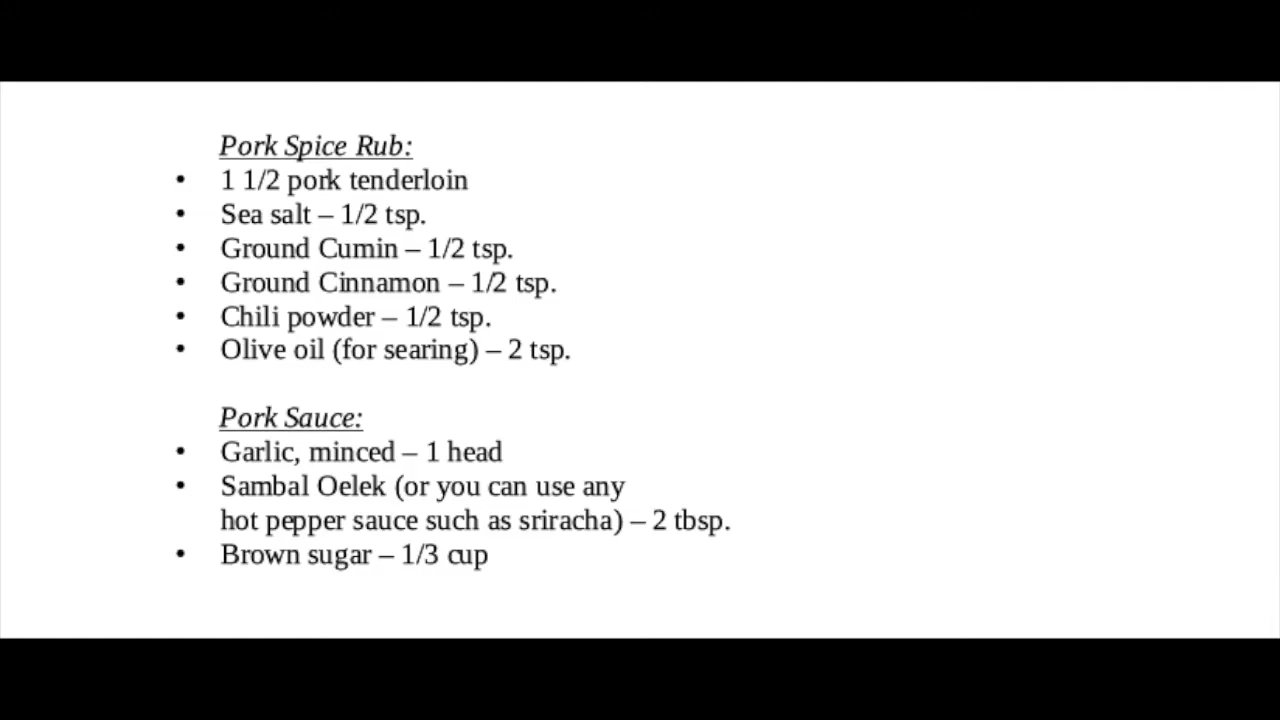 Pork Spice Rub:
• 1 1/2 pork tenderloin
• Sea salt – 1/2 tsp.
• Ground Cumin – 1/2 tsp.
• Ground Cinnamon – 1/2 tsp.
• Chili powder – 1/2 tsp.
• Olive oil (for searing) – 2 tsp.
Pork Sauce:
• Garlic, minced – 1 head
• Sambal Oelek (or you can use any
hot pepper sauce such as sriracha) – 2 tbsp.
• Brown sugar – 1/3 cup